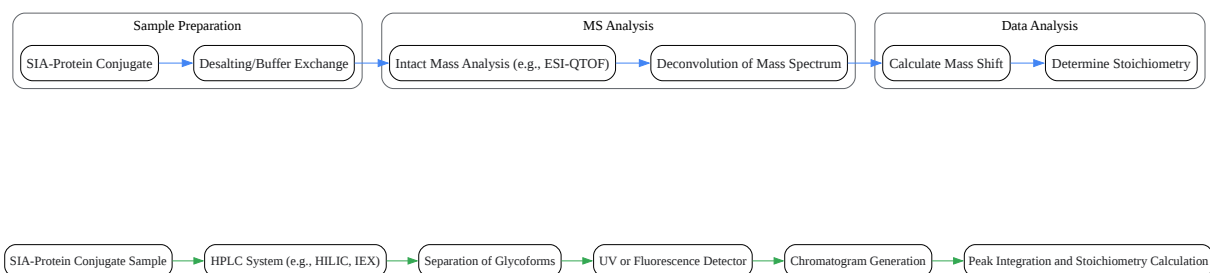 Sample Preparation
MS Analysis
Data Analysis
SIA-Protein Conjugate
Desalting/Buffer Exchange
Intact Mass Analysis (e.g., ESI-QTOF)
Deconvolution of Mass Spectrum
Calculate Mass Shift
Determine Stoichiometry
SIA-Protein Conjugate Sample
HPLC System (e.g., HILIC, IEX)
Separation of Glycoforms
UV or Fluorescence Detector
Chromatogram Generation
Peak Integration and Stoichiometry Calculation